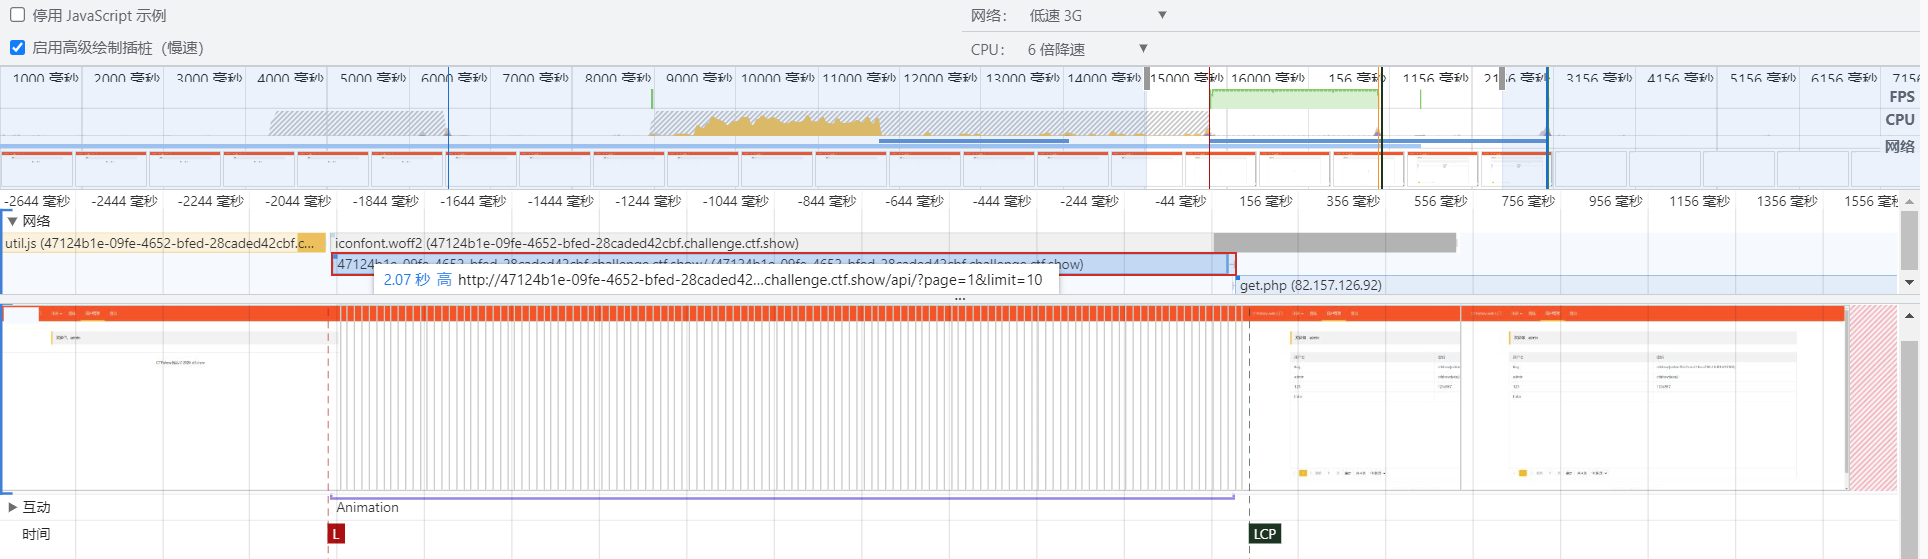 停用 JavaScript 示例
网络: 低速 3G
启用高级绘制插桩（慢速）
CPU: 6 倍降速
1000 毫秒 2000 毫秒 3000 毫秒 4000 毫秒 5000 毫秒 6000 毫秒 7000 毫秒 8000 毫秒 9000 毫秒 10000 毫秒 11000 毫秒 12000 毫秒 13000 毫秒 14000 毫秒 15000 毫秒 16000 毫秒 156 毫秒 1156 毫秒 毫秒 3156 毫秒 4156 毫秒 5156 毫秒 6156 毫秒 7156
FPS
CPU
网络
-2644 毫秒 -2444 毫秒 -2244 毫秒 -2044 毫秒 -1844 毫秒 -1644 毫秒 -1444 毫秒 -1244 毫秒 -1044 毫秒 -844 毫秒 -644 毫秒 -444 毫秒 -244 毫秒 -44 毫秒 156 毫秒 356 毫秒 556 毫秒 756 毫秒 956 毫秒 1156 毫秒 1356 毫秒 1556 毫秒
网络
util.js (47124b1e-09fe-4652-bfed-28caded42cbf.c... iconfont.woff2 (47124b1e-09fe-4652-bfed-28caded42cbf.challenge.ctf.show)
47124b1e-09fe-4652-bfed-28caded42cbf.challenge.ctf.show/ (47124b1e-09fe-4652-bfed-28caded42cbf.challenge.ctf.show)
2.07 秒 高 http://47124b1e-09fe-4652-bfed-28caded42...challenge.ctf.show/api/?page=1&limit=10
get.php (82.157.126.92)
...
互动 Animation
时间 L LCP